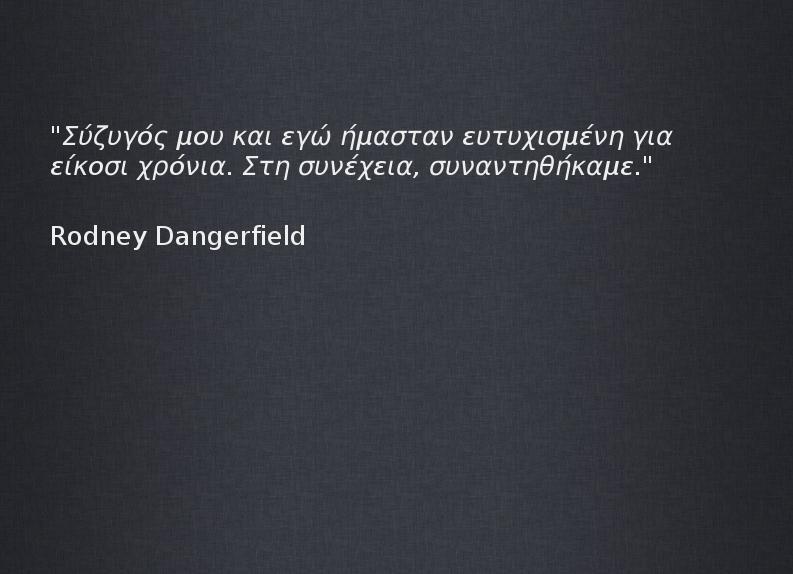 "Σύζυγός μου και εγώ ήμασταν ευτυχισμένη για
είκοσι χρόνια. Στη συνέχεια, συναντηθήκαμε."
Rodney Dangerfield